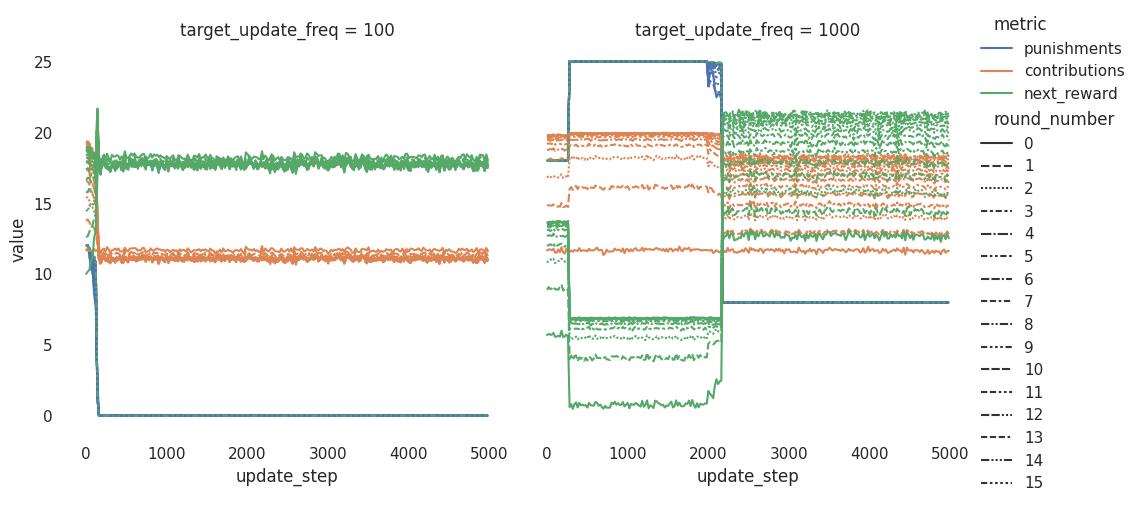 target_update_freq = 100
target_update_freq = 1000
metric
punishments
contributions
next_reward
round_number
0
1
2
3
4
5
6
7
8
9
10
11
12
13
14
15
value
25
20
15
10
5
0
0 1000 2000 3000 4000 5000
update_step
0 1000 2000 3000 4000 5000
update_step